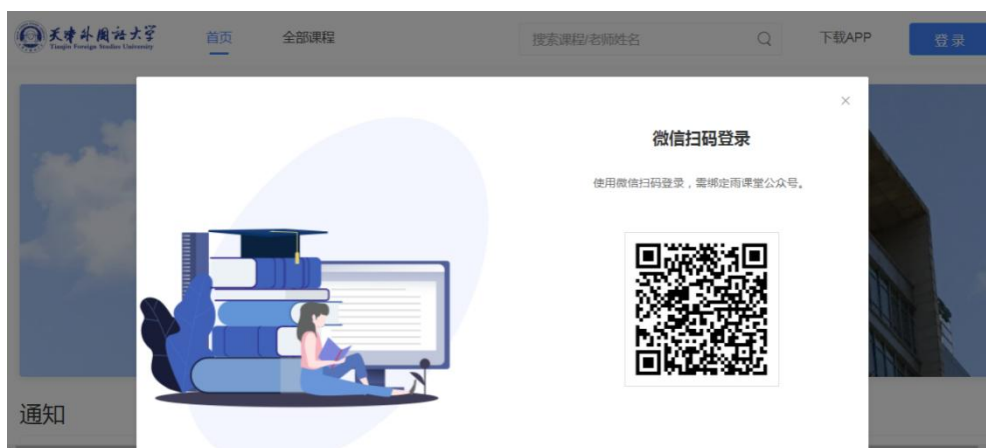 天津外国语大学
Tianjin Foreign Studies University
首页 全部课程 搜索课程/老师姓名 下载APP 登 录
×
微信扫码登录
使用微信扫码登录，需绑定雨课堂公众号。
通知